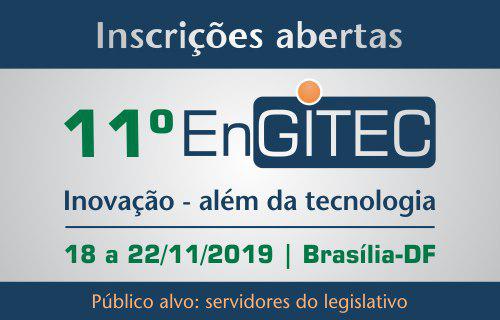 Inscrições abertas
11º EnGITEC
Inovação - além da tecnologia
18 a 22/11/2019 | Brasília-DF
Público alvo: servidores do legislativo